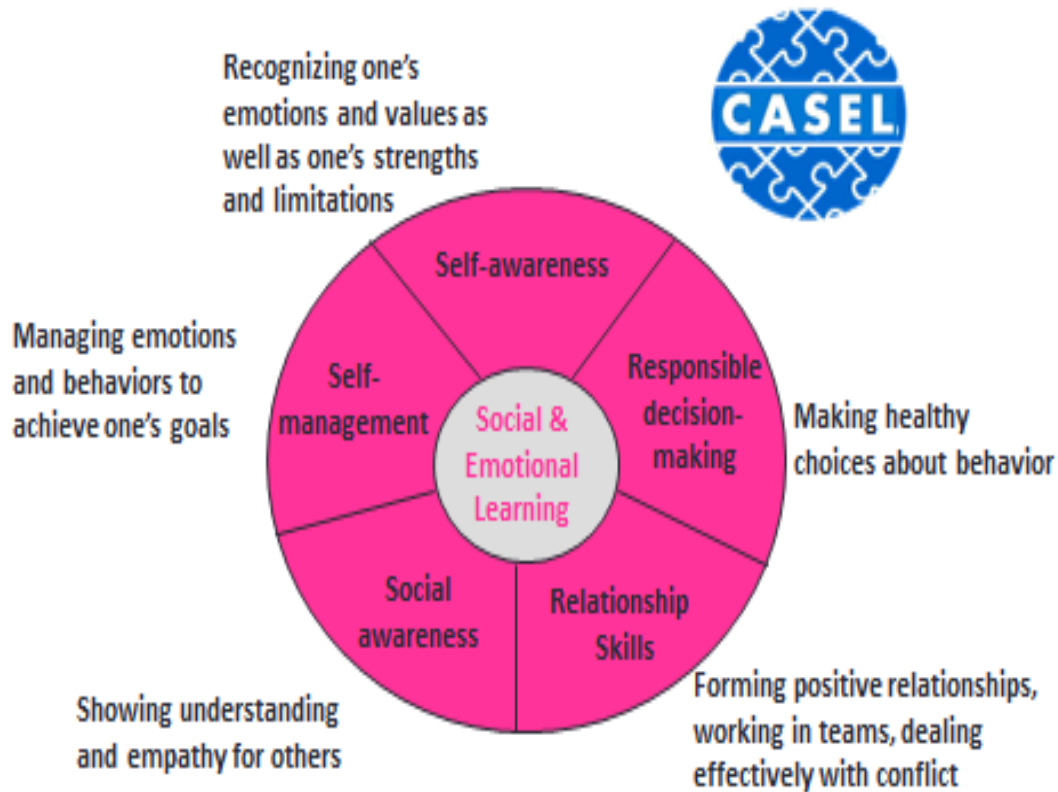 Recognizing one's
emotions and values as
well as one's strengths
and limitations
CASEL
Self-awareness
Managing emotions
and behaviors to
achieve one's goals
Self-
management
Social &
Emotional
Learning
Responsible
decision-
making
Making healthy
choices about behavior
Social
awareness
Relationship
Skills
Showing understanding
and empathy for others
Forming positive relationships,
working in teams, dealing
effectively with conflict